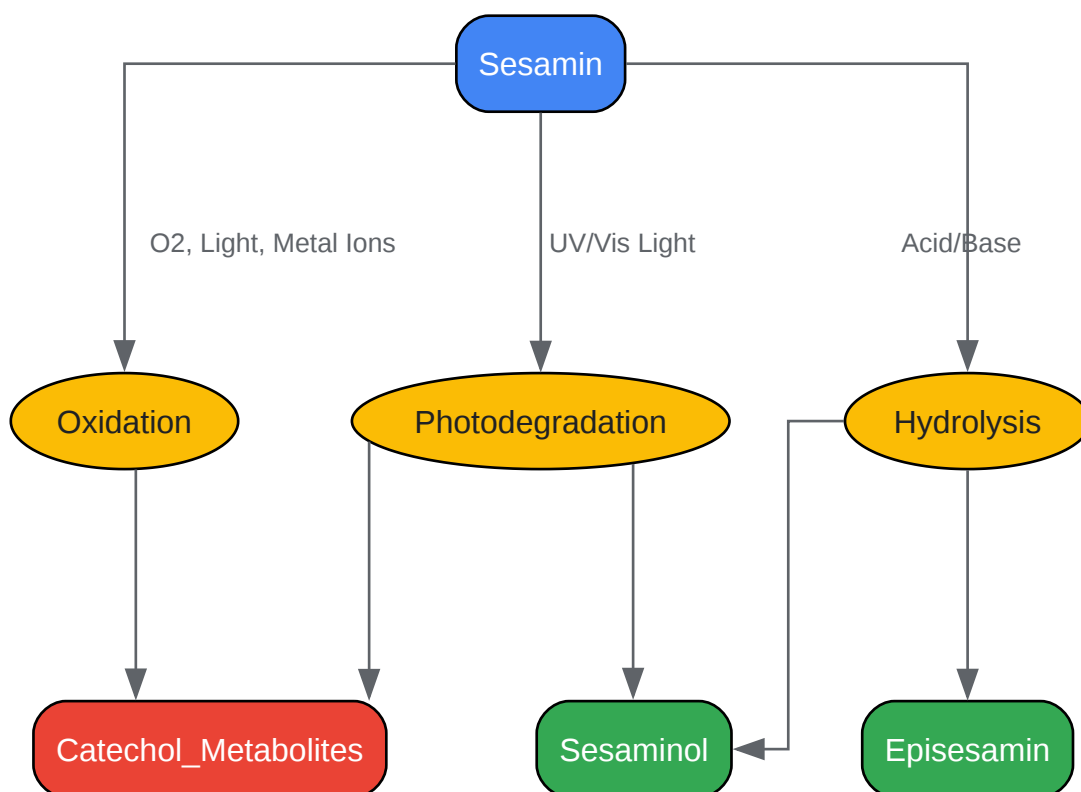 Sesamin
O2, Light, Metal Ions
UV/Vis Light
Acid/Base
Oxidation
Photodegradation
Hydrolysis
Catechol_Metabolites
Sesaminol
Episesamin